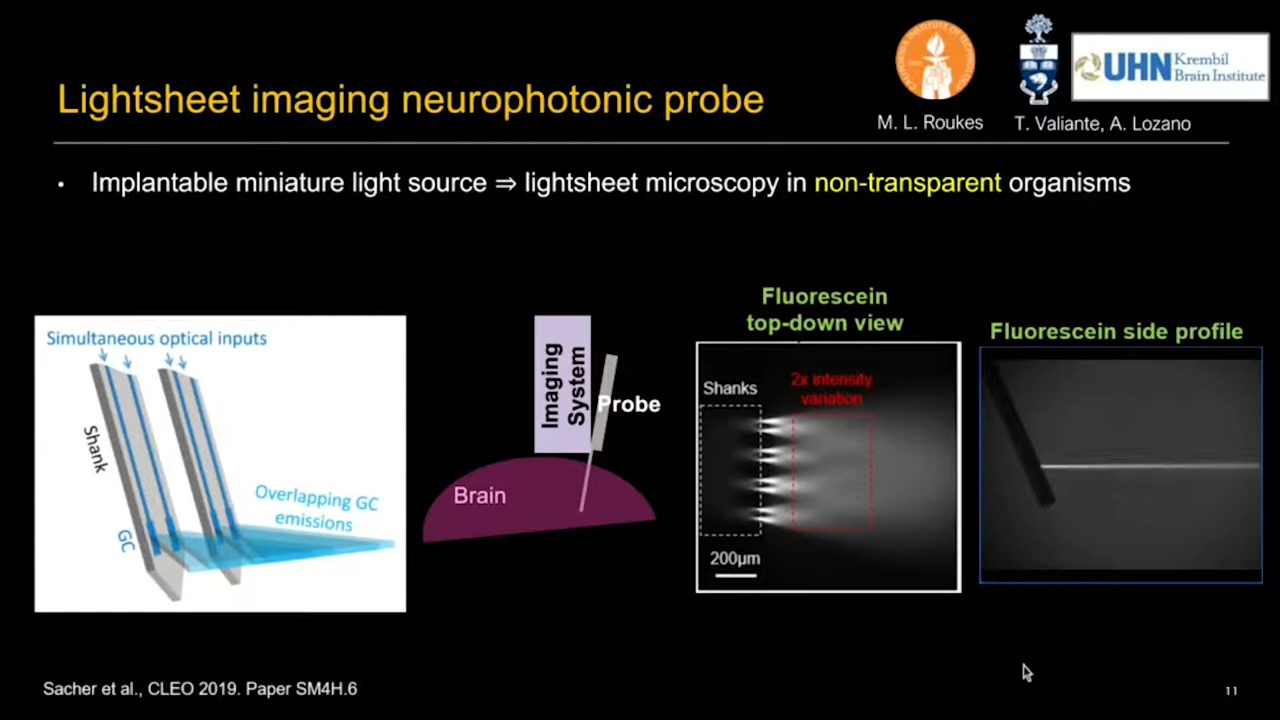 Lightsheet imaging neurophotonic probe
UHN Krembil
Brain Institute
M. L. Roukes
T. Valiante, A. Lozano
• Implantable miniature light source ⇒ lightsheet microscopy in non-transparent organisms
Simultaneous optical inputs
Shank
GC
Overlapping GC
emissions
Imaging
System
Probe
Brain
Fluorescein
top-down view
Shanks
2x intensity
variation
200µm
Fluorescein side profile
Sacher et al., CLEO 2019. Paper SM4H.6
11